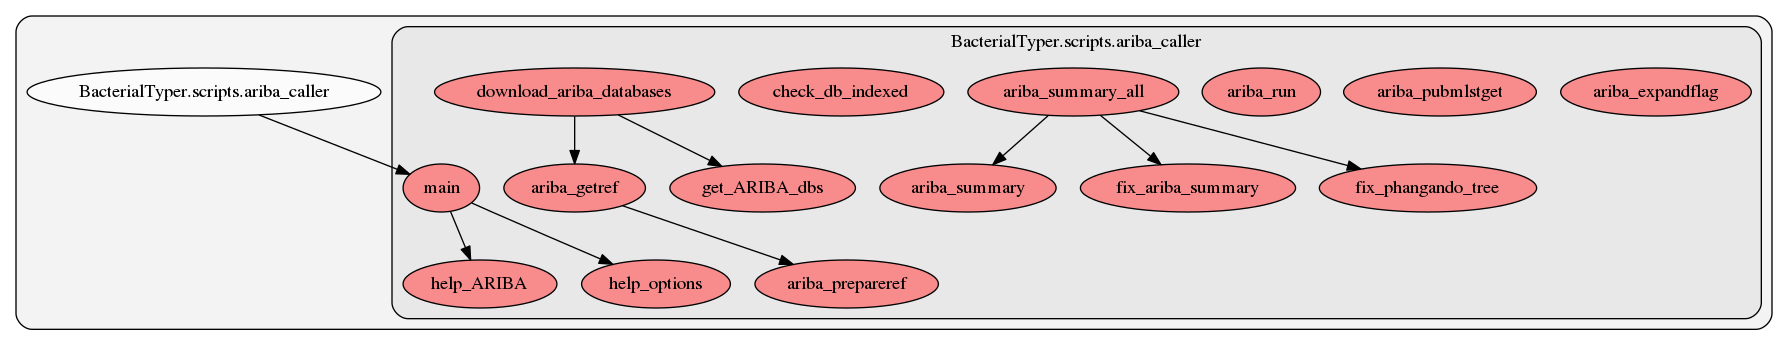 BacterialTyper.scripts.ariba_caller
BacterialTyper.scripts.ariba_caller
download_ariba_databases
check_db_indexed
ariba_summary_all
ariba_run
ariba_pubmlstget
ariba_expandflag
main
ariba_getref
get_ARIBA_dbs
ariba_summary
fix_ariba_summary
fix_phangando_tree
help_ARIBA
help_options
ariba_prepareref